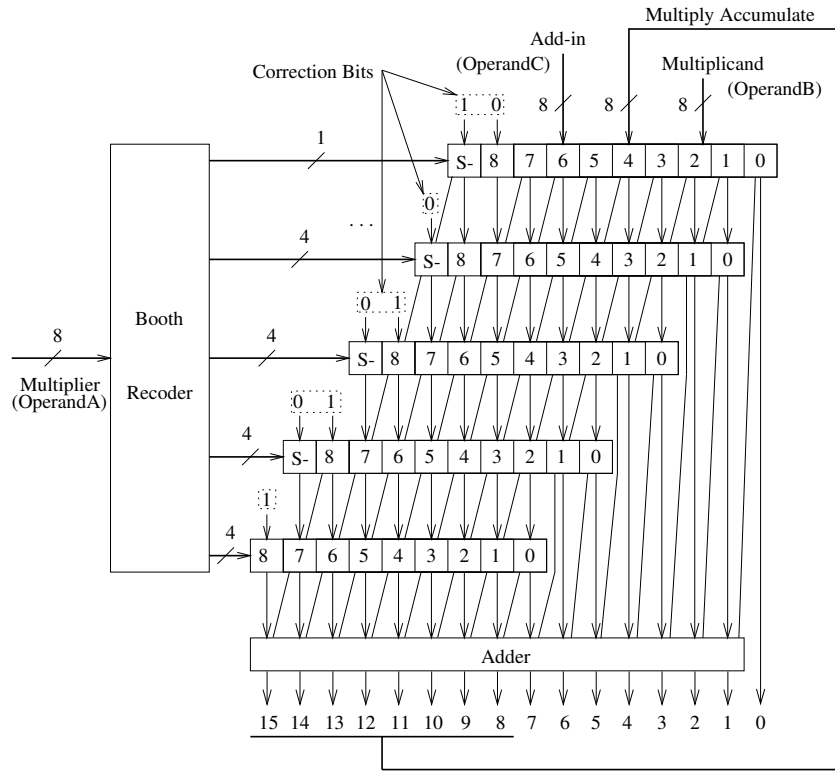 Multiply Accumulate
Add-in
(OperandC)
Multiplicand
(OperandB)
Correction Bits
1 0 8 8 8
1
S- 8 7 6 5 4 3 2 1 0
0
...
4
S- 8 7 6 5 4 3 2 1 0
0 1
Booth
Recoder
8
Multiplier
(OperandA)
4
S- 8 7 6 5 4 3 2 1 0
0 1
4
S- 8 7 6 5 4 3 2 1 0
1
4
8 7 6 5 4 3 2 1 0
Adder
15 14 13 12 11 10 9 8 7 6 5 4 3 2 1 0